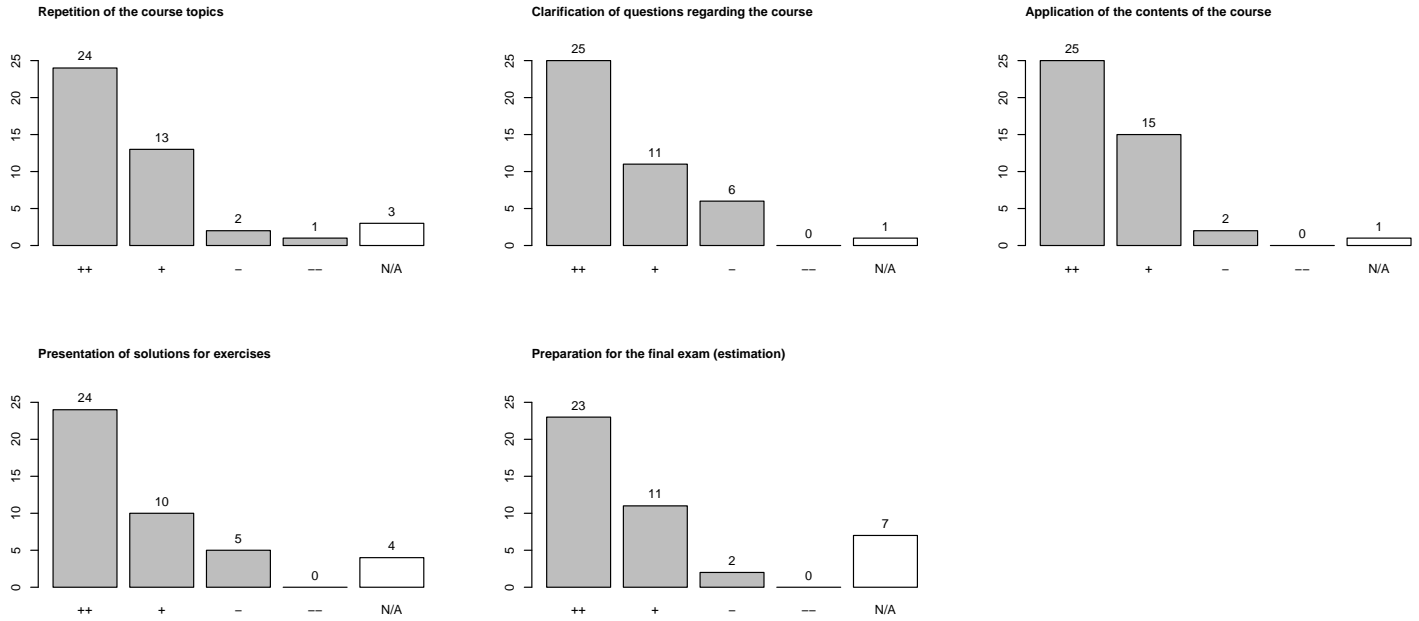 Repetition of the course topics
24
13
2
1
3
0 5 10 15 20 25
++ + − −− N/A
Clarification of questions regarding the course
25
11
6
0
1
0 5 10 15 20 25
++ + − −− N/A
Application of the contents of the course
25
15
2
0
1
0 5 10 15 20 25
++ + − −− N/A
Presentation of solutions for exercises
24
10
5
0
4
0 5 10 15 20 25
++ + − −− N/A
Preparation for the final exam (estimation)
23
11
2
0
7
0 5 10 15 20 25
++ + − −− N/A